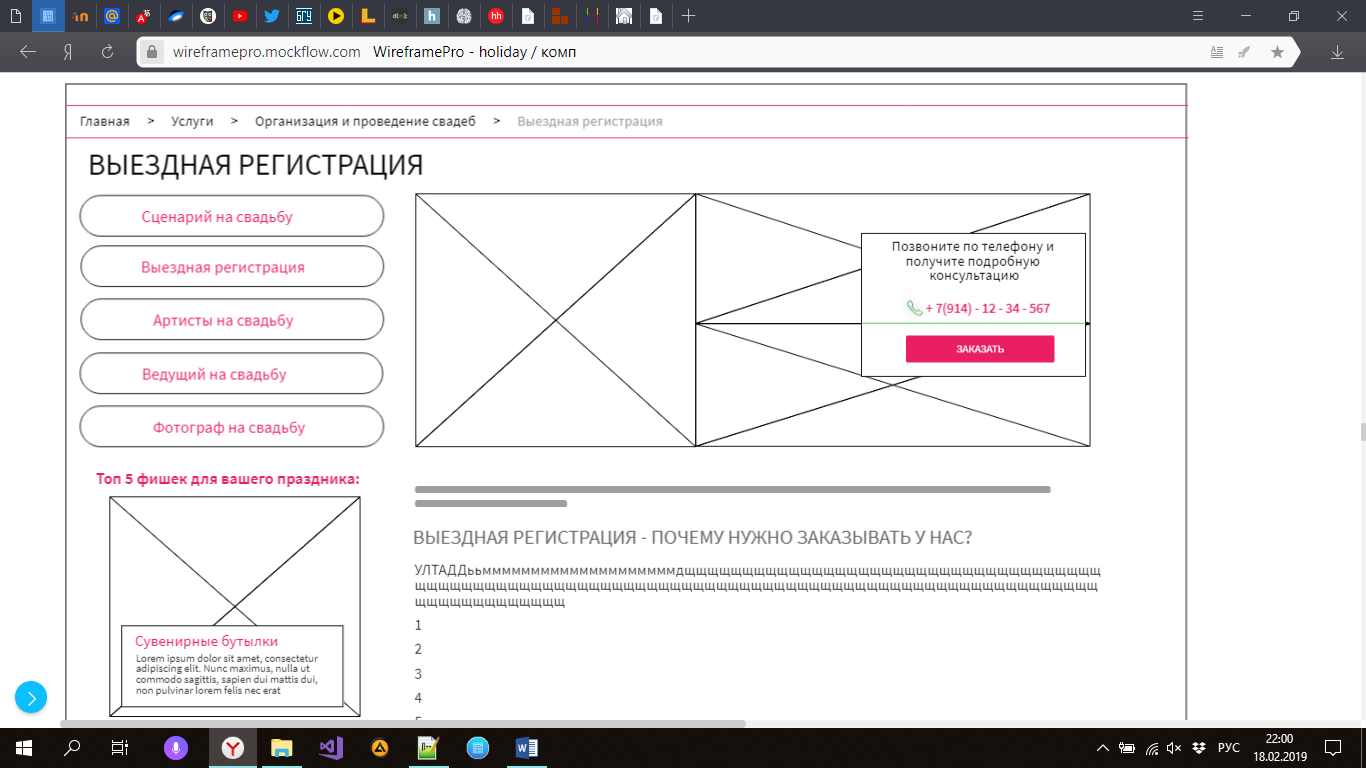 wireframepro.mockflow.com WireframePro - holiday / комп
Главная > Услуги > Организация и проведение свадеб > Выездная регистрация
ВЫЕЗДНАЯ РЕГИСТРАЦИЯ
Сценарий на свадьбу
Выездная регистрация
Артисты на свадьбу
Ведущий на свадьбу
Фотограф на свадьбу
Позвоните по телефону и
получите подробную
консультацию
+ 7(914) - 12 - 34 - 567
ЗАКАЗАТЬ
Топ 5 фишек для вашего праздника:
Сувенирные бутылки
Lorem ipsum dolor sit amet, consectetur
adipiscing elit. Nunc maximus, nulla ut
commodo sagittis, sapien dui mattis dui,
non pulvinar lorem felis nec erat
ВЫЕЗДНАЯ РЕГИСТРАЦИЯ - ПОЧЕМУ НУЖНО ЗАКАЗЫВАТЬ У НАС?
1
2
3
4
РУС
22:00
18.02.2019